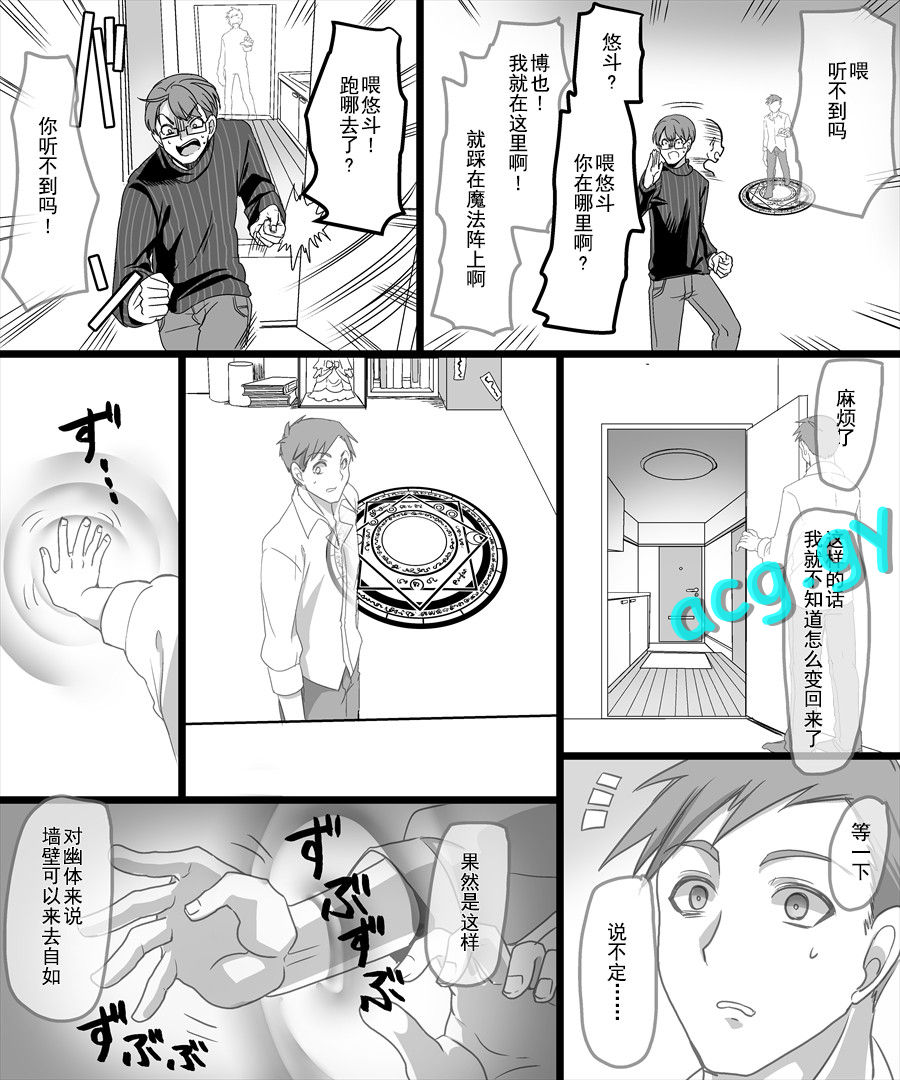 喂
听不到吗
悠斗？
喂悠斗
你在哪里啊？
博也！
我就在这里啊！
就踩在魔法阵上啊
喂悠斗！
跑哪去了？
你听不到吗！
麻烦了
这样的话
我就不知道怎么变回来了
acg.gy
ず…
等一下
说不定……
果然是这样
对幽体来说
墙壁可以来去自如
ずぶずぶ
ずぶぶ